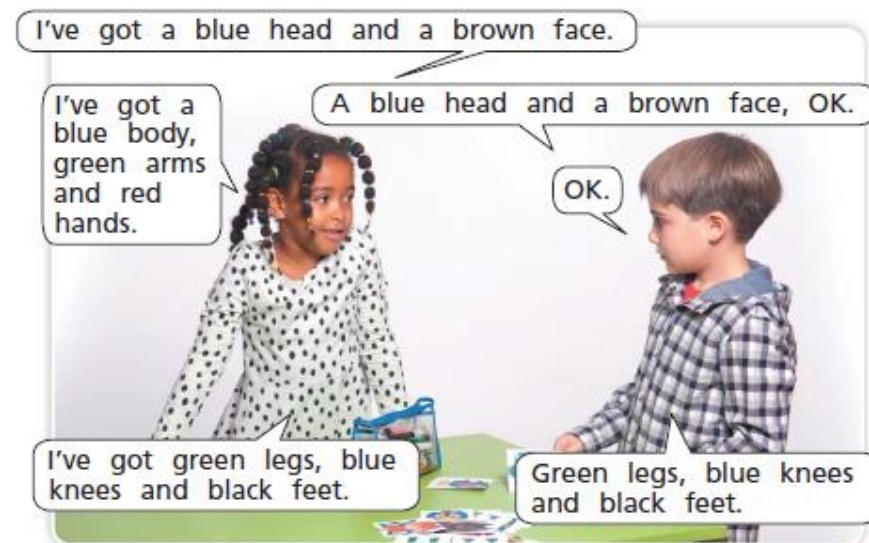 I've got a blue head and a brown face.
A blue head and a brown face, OK.
I've got a
blue body,
green arms
and red
hands.
OK.
I've got green legs, blue
knees and black feet.
Green legs, blue knees
and black feet.